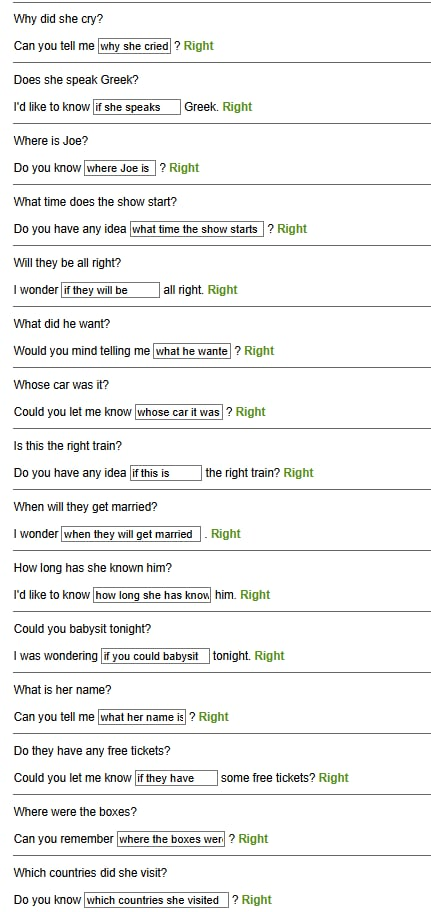 Why did she cry?
Can you tell me why she cried ? Right
Does she speak Greek?
I'd like to know if she speaks Greek. Right
Where is Joe?
Do you know where Joe is ? Right
What time does the show start?
Do you have any idea what time the show starts ? Right
Will they be all right?
I wonder if they will be all right. Right
What did he want?
Would you mind telling me what he wante ? Right
Whose car was it?
Could you let me know whose car it was ? Right
Is this the right train?
Do you have any idea if this is the right train? Right
When will they get married?
I wonder when they will get married . Right
How long has she known him?
I'd like to know how long she has know him. Right
Could you babysit tonight?
I was wondering if you could babysit tonight. Right
What is her name?
Can you tell me what her name is ? Right
Do they have any free tickets?
Could you let me know if they have some free tickets? Right
Where were the boxes?
Can you remember where the boxes wer ? Right
Which countries did she visit?
Do you know which countries she visited ? Right